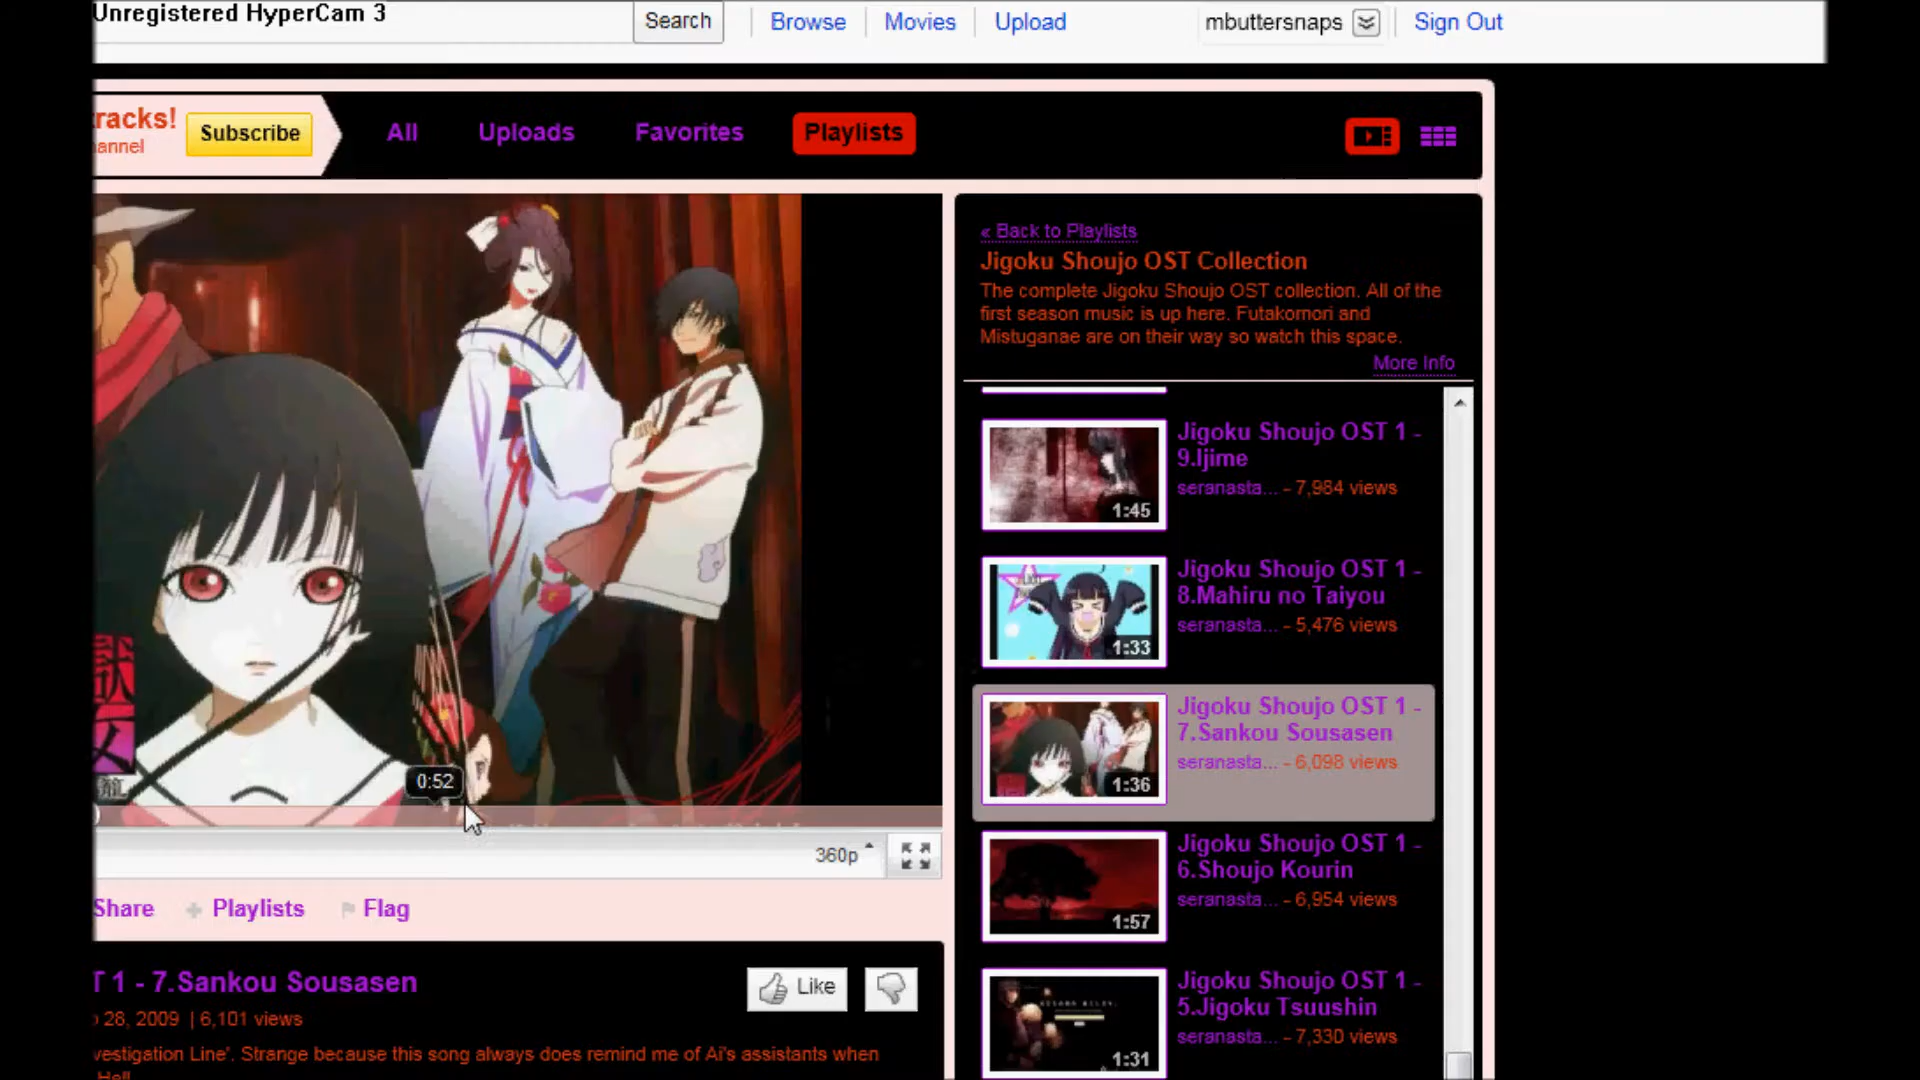 Unregistered HyperCam 3
Search
Browse
Movies
Upload
mbuttersnaps
Sign Out
racks!
annel
Subscribe
All
Uploads
Favorites
Playlists
« Back to Playlists
Jigoku Shoujo OST Collection
The complete Jigoku Shoujo OST collection. All of the
first season music is up here. Futakomori and
Mistuganae are on their way so watch this space.
More Info
Jigoku Shoujo OST 1 -
9.Ijime
seranasta... - 7,984 views
1:45
Jigoku Shoujo OST 1 -
8.Mahiru no Taiyou
seranasta... - 5,476 views
1:33
Jigoku Shoujo OST 1 -
7.Sankou Sousasen
seranasta... - 6,098 views
1:36
Jigoku Shoujo OST 1 -
6.Shoujo Kourin
seranasta... - 6,954 views
1:57
Jigoku Shoujo OST 1 -
5.Jigoku Tsuushin
seranasta... - 7,330 views
1:31
0:52
360p
Share
Playlists
Flag
T 1 - 7.Sankou Sousasen
Like
28, 2009 | 6,101 views
vestigation Line'. Strange because this song always does remind me of Ai's assistants when
Hell